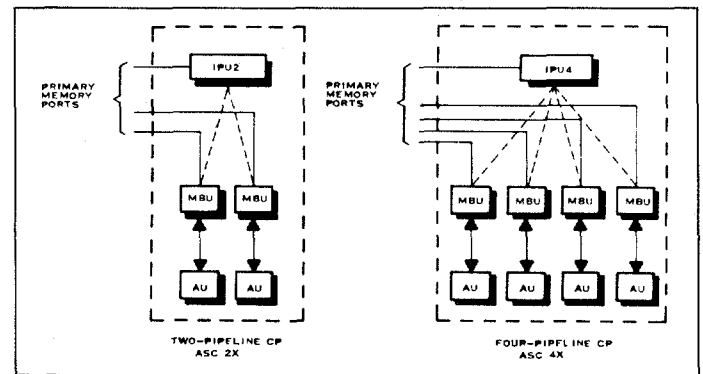 IPU2
PRIMARY
MEMORY
PORTS
MBU
MBU
AU
AU
TWO-PIPELINE CP
ASC 2X
IPU4
PRIMARY
MEMORY
PORTS
MBU
MBU
MBU
MBU
AU
AU
AU
AU
FOUR-PIPELINE CP
ASC 4X